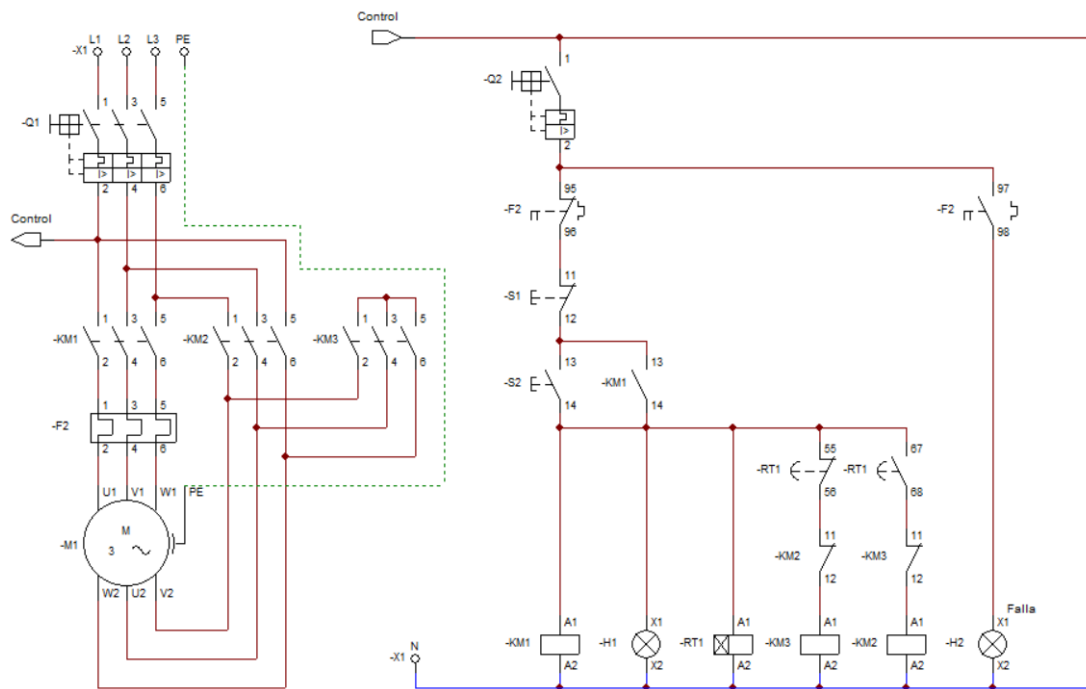 Control
L1 L2 L3 PE
-X1
1
-Q2
1 3 5
-Q1
I>
2
I> I> I>
2 4 6
95
97
-F2
-F2
96
98
Control
11
-S1
12
1 3 5
1 3 5
1 3 5
-KM1
-KM2
-KM3
2 4 6
2 4 6
2 4 6
13
13
-S2
-KM1
14
14
1 3 5
-F2
2 4 6
55
67
-RT1
-RT1
56
68
U1 V1 W1 PE
M
-M1
3
11
11
-KM2
-KM3
12
12
W2 U2 V2
Falla
A1 X1 A1 A1 A1 X1
-KM1 -H1 -RT1 -KM3 -KM2 -H2
A2 X2 A2 A2 A2 X2
N
-X1